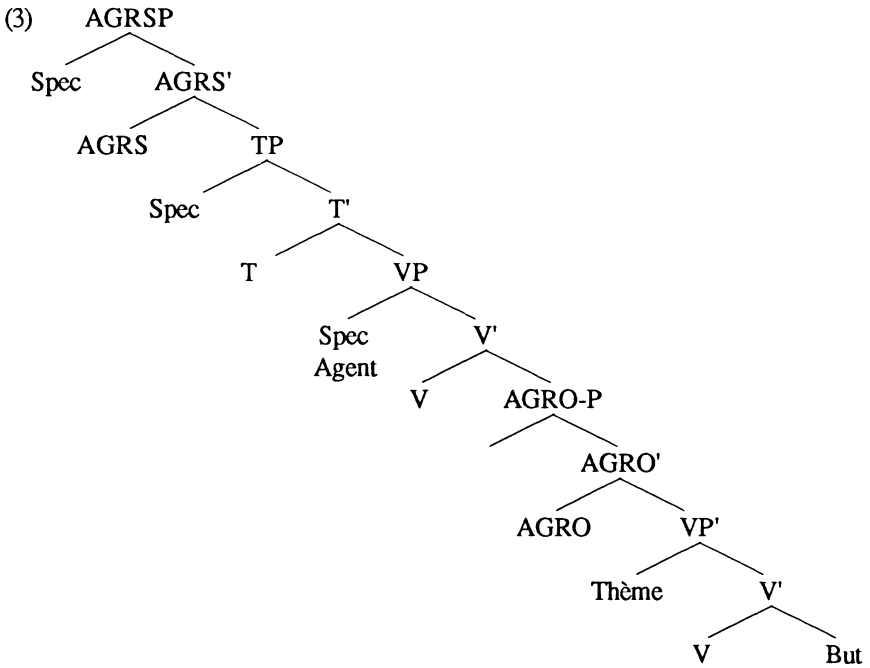 (3) AGRSP
Spec AGRS'
AGRS TP
Spec T'
T VP
Spec V'
Agent
V AGRO-P
AGRO'
AGRO VP'
Thème V'
V But